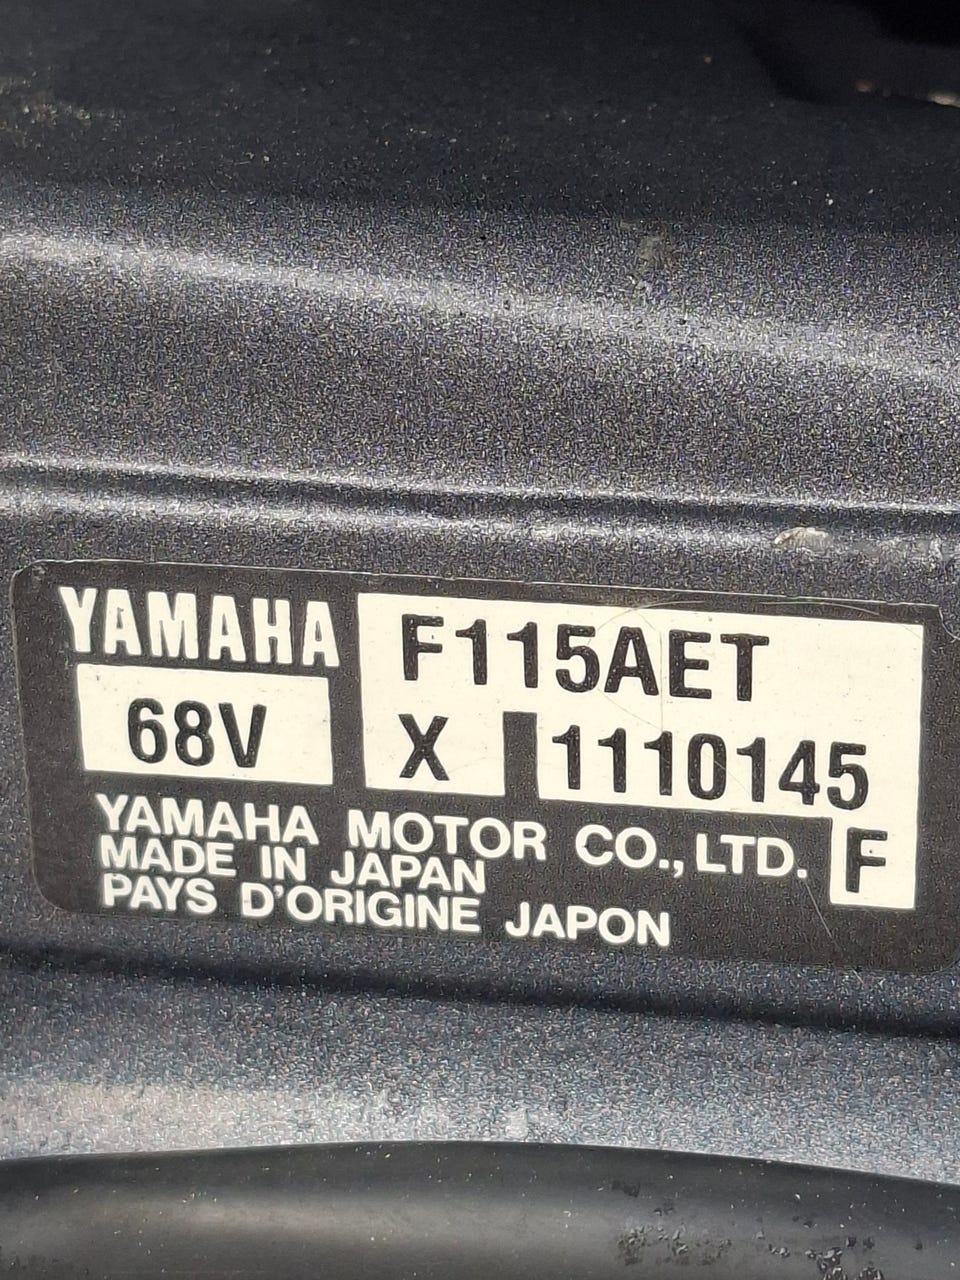 YAMAHA
F115AET
68V
X 1110145
F
YAMAHA MOTOR CO., LTD.
MADE IN JAPAN
PAYS D'ORIGINE JAPON